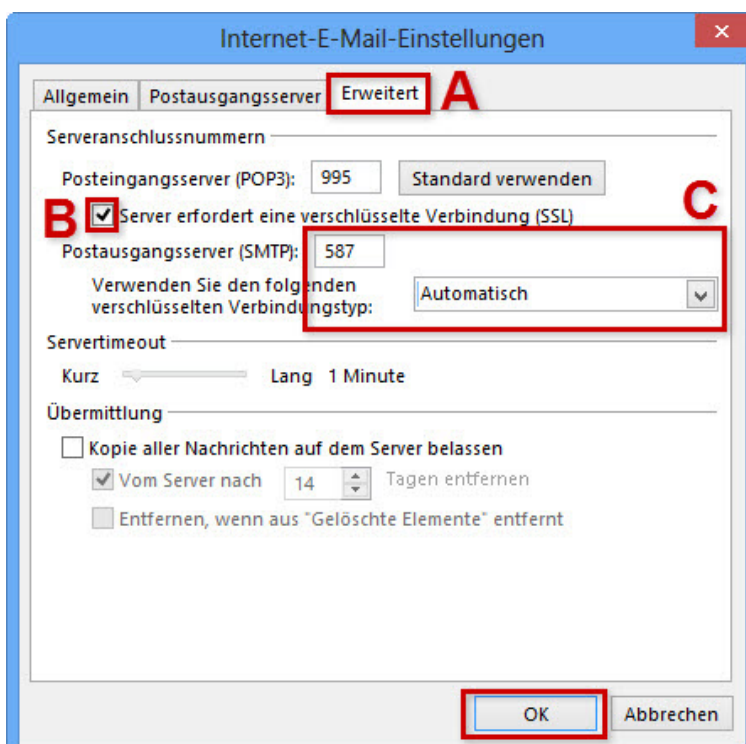 Internet-E-Mail-Einstellungen
Allgemein Postausgangsserver Erweitert A
Serveranschlussnummern
Posteingangsserver (POP3): 995 Standard verwenden
B Server erfordert eine verschlüsselte Verbindung (SSL) C
Postausgangsserver (SMTP): 587
Verwenden Sie den folgenden
verschlüsselten Verbindungstyp: Automatisch
Servertimeout
Kurz Lang 1 Minute
Übermittlung
Kopie aller Nachrichten auf dem Server belassen
Vom Server nach 14 Tagen entfernen
Entfernen, wenn aus "Gelöschte Elemente" entfernt
OK Abbrechen